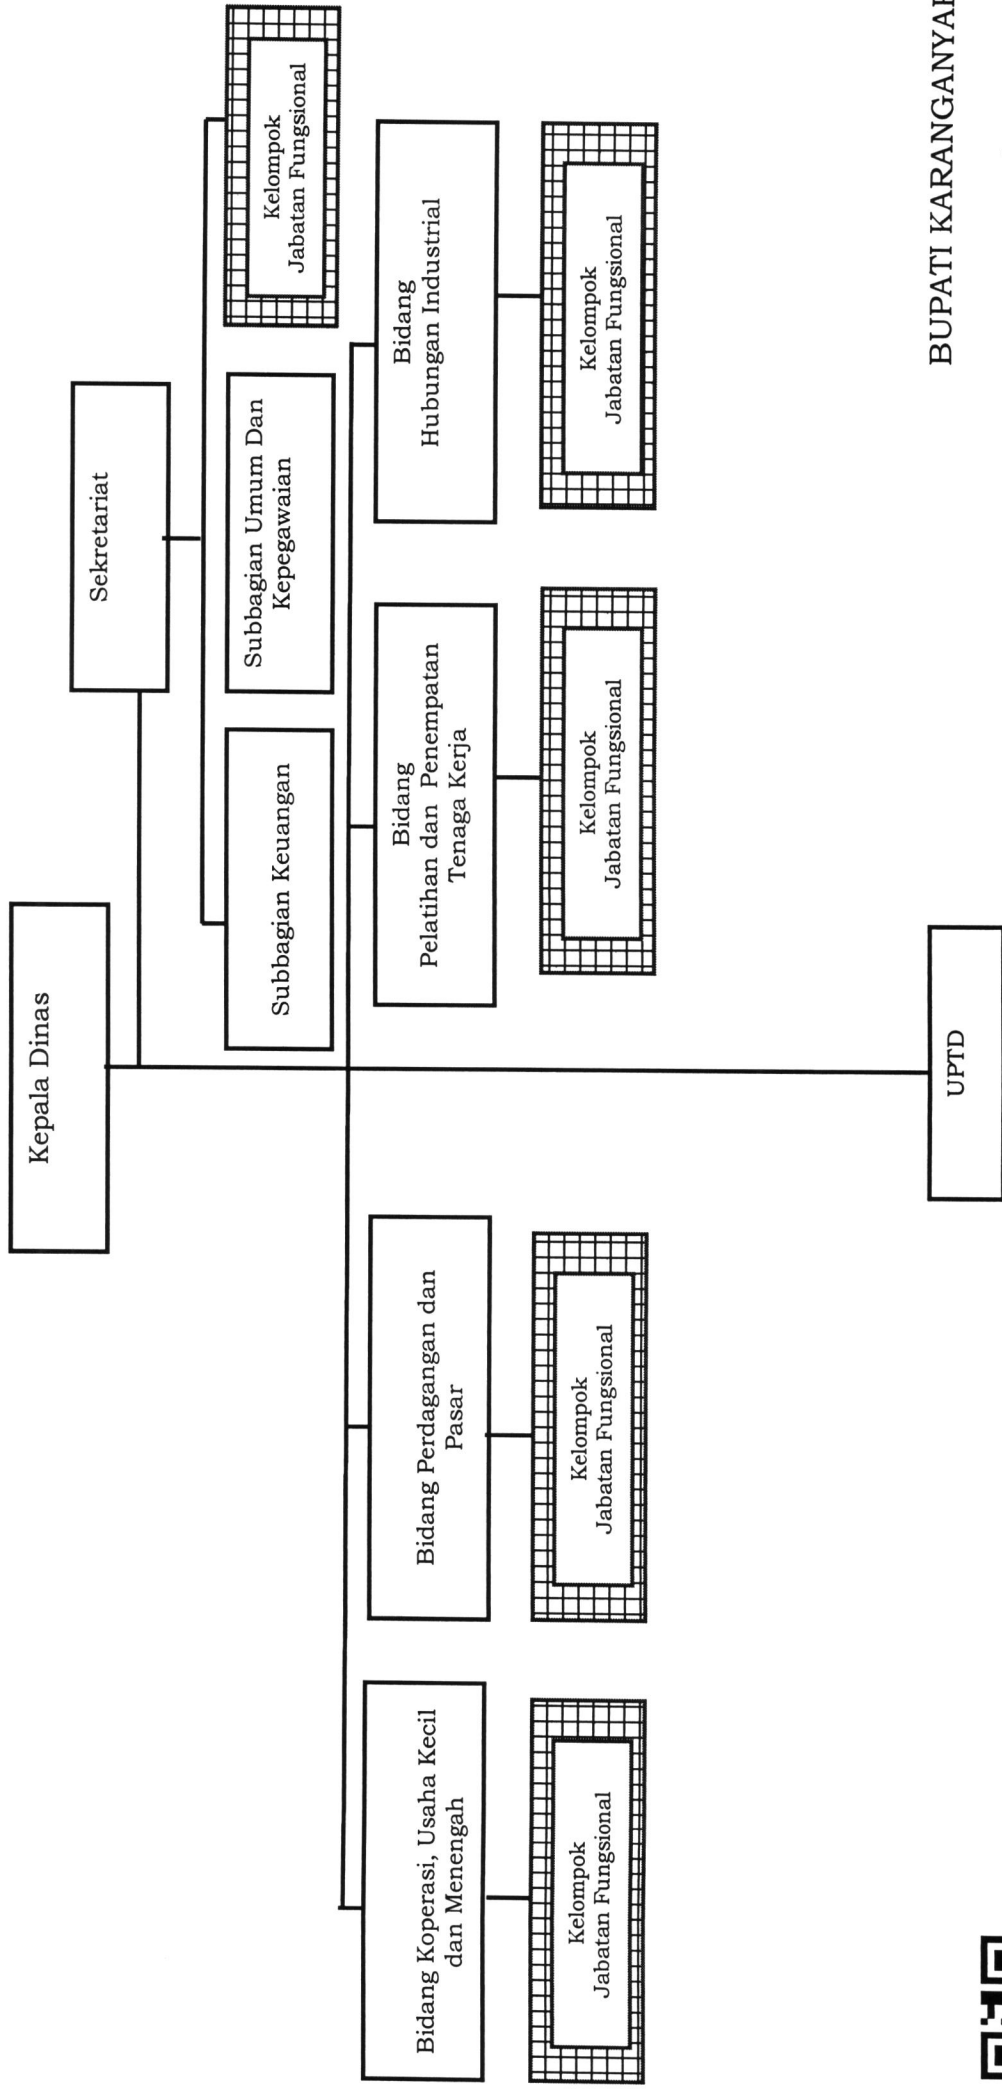 Kepala Dinas
Sekretariat
Subbagian Keuangan
Subbagian Umum Dan
Kepegawaian
Kelompok
Jabatan Fungsional
Bidang Koperasi, Usaha Kecil
dan Menengah
Bidang Perdagangan dan
Pasar
Bidang
Pelatihan dan Penempatan
Tenaga Kerja
Bidang
Hubungan Industrial
Kelompok
Jabatan Fungsional
Kelompok
Jabatan Fungsional
Kelompok
Jabatan Fungsional
Kelompok
Jabatan Fungsional
UPTD
BUPATI KARANGANYAR